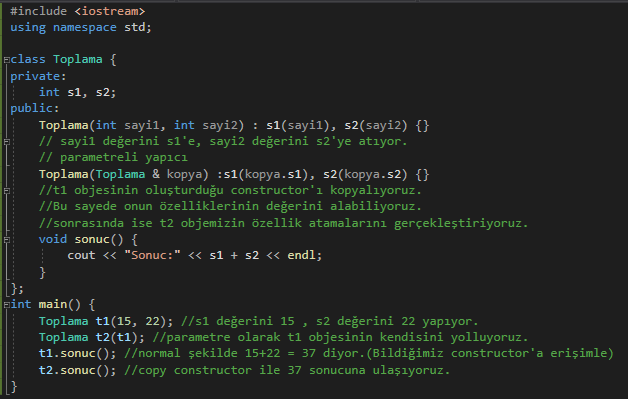 #include <iostream>
using namespace std;
class Toplama {
private:
int s1, s2;
public:
Toplama(int sayi1, int sayi2) : s1(sayi1), s2(sayi2) {}
// sayi1 değerini s1'e, sayi2 değerini s2'ye atıyor.
// parametreli yapıcı
Toplama(Toplama & kopya) :s1(kopya.s1), s2(kopya.s2) {}
//t1 objesinin oluşturduğu constructor'ı kopyalıyoruz.
//Bu sayede onun özelliklerinin değerini alabiliyoruz.
//sonrasında ise t2 objemizin özellik atamalarını gerçekleştiriyoruz.
void sonuc() {
cout << "Sonuc:" << s1 + s2 << endl;
}
};
int main() {
Toplama t1(15, 22); //s1 değerini 15 , s2 değerini 22 yapıyor.
Toplama t2(t1); //parametre olarak t1 objesinin kendisini yolluyoruz.
t1.sonuc(); //normal şekilde 15+22 = 37 diyor.(Bildiğimiz constructor'a erişimle)
t2.sonuc(); //copy constructor ile 37 sonucuna ulaşıyoruz.
}